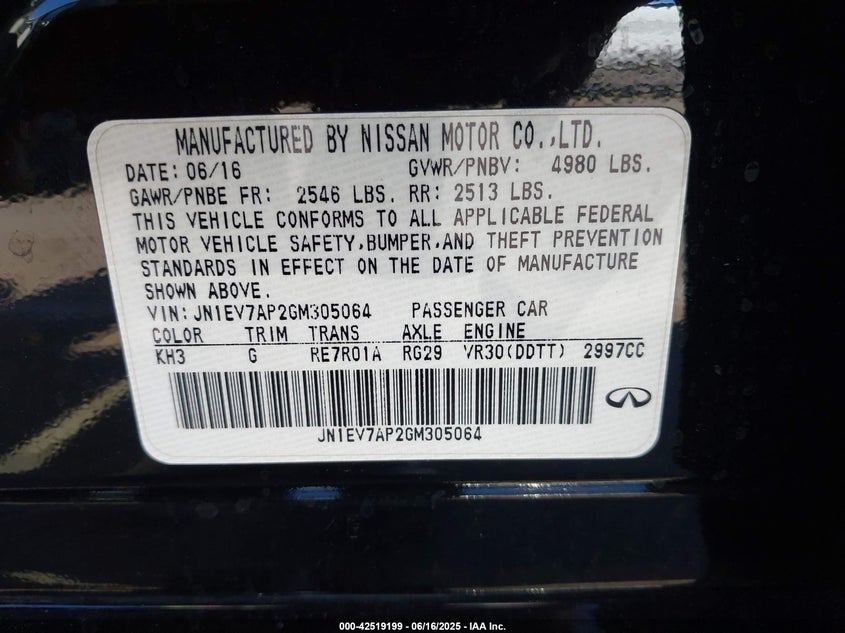 MANUFACTURED BY NISSAN MOTOR CO.,LTD.
DATE: 06/16 GVWR/PNBV: 4980 LBS.
GAWR/PNBE FR: 2546 LBS. RR: 2513 LBS.
THIS VEHICLE CONFORMS TO ALL APPLICABLE FEDERAL
MOTOR VEHICLE SAFETY,BUMPER,AND THEFT PREVENTION
STANDARDS IN EFFECT ON THE DATE OF MANUFACTURE
SHOWN ABOVE.
VIN: JN1EV7AP2GM305064 PASSENGER CAR
COLOR TRIM TRANS AXLE ENGINE
KH3 G RE7R01A RG29 VR30(DDTT) 2997CC
JN1EV7AP2GM305064
000-42519199 - 06/16/2025 - IAA Inc.